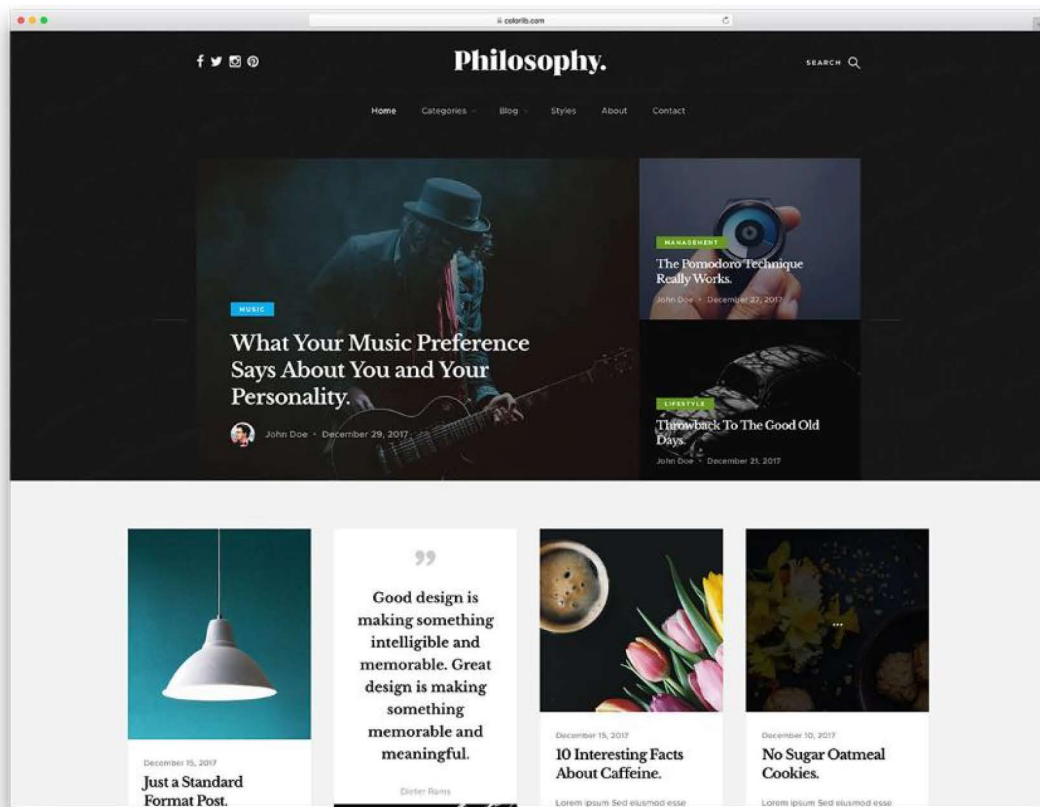 colorlib.com
Philosophy.
SEARCH
Home Categories Blog Styles About Contact
MUSIC
What Your Music Preference
Says About You and Your
Personality.
John Doe • December 29, 2017
MANAGEMENT
The Pomodoro Technique
Really Works.
John Doe • December 27, 2017
LIFESTYLE
Throwback To The Good Old
Days.
John Doe • December 21, 2017
December 15, 2017
Just a Standard
Format Post.
”
Good design is
making something
intelligible and
memorable. Great
design is making
something
memorable and
meaningful.
Dieter Rams
December 15, 2017
10 Interesting Facts
About Caffeine.
Lorem ipsum Sed eiusmod esse
December 10, 2017
No Sugar Oatmeal
Cookies.
Lorem ipsum Sed eiusmod esse